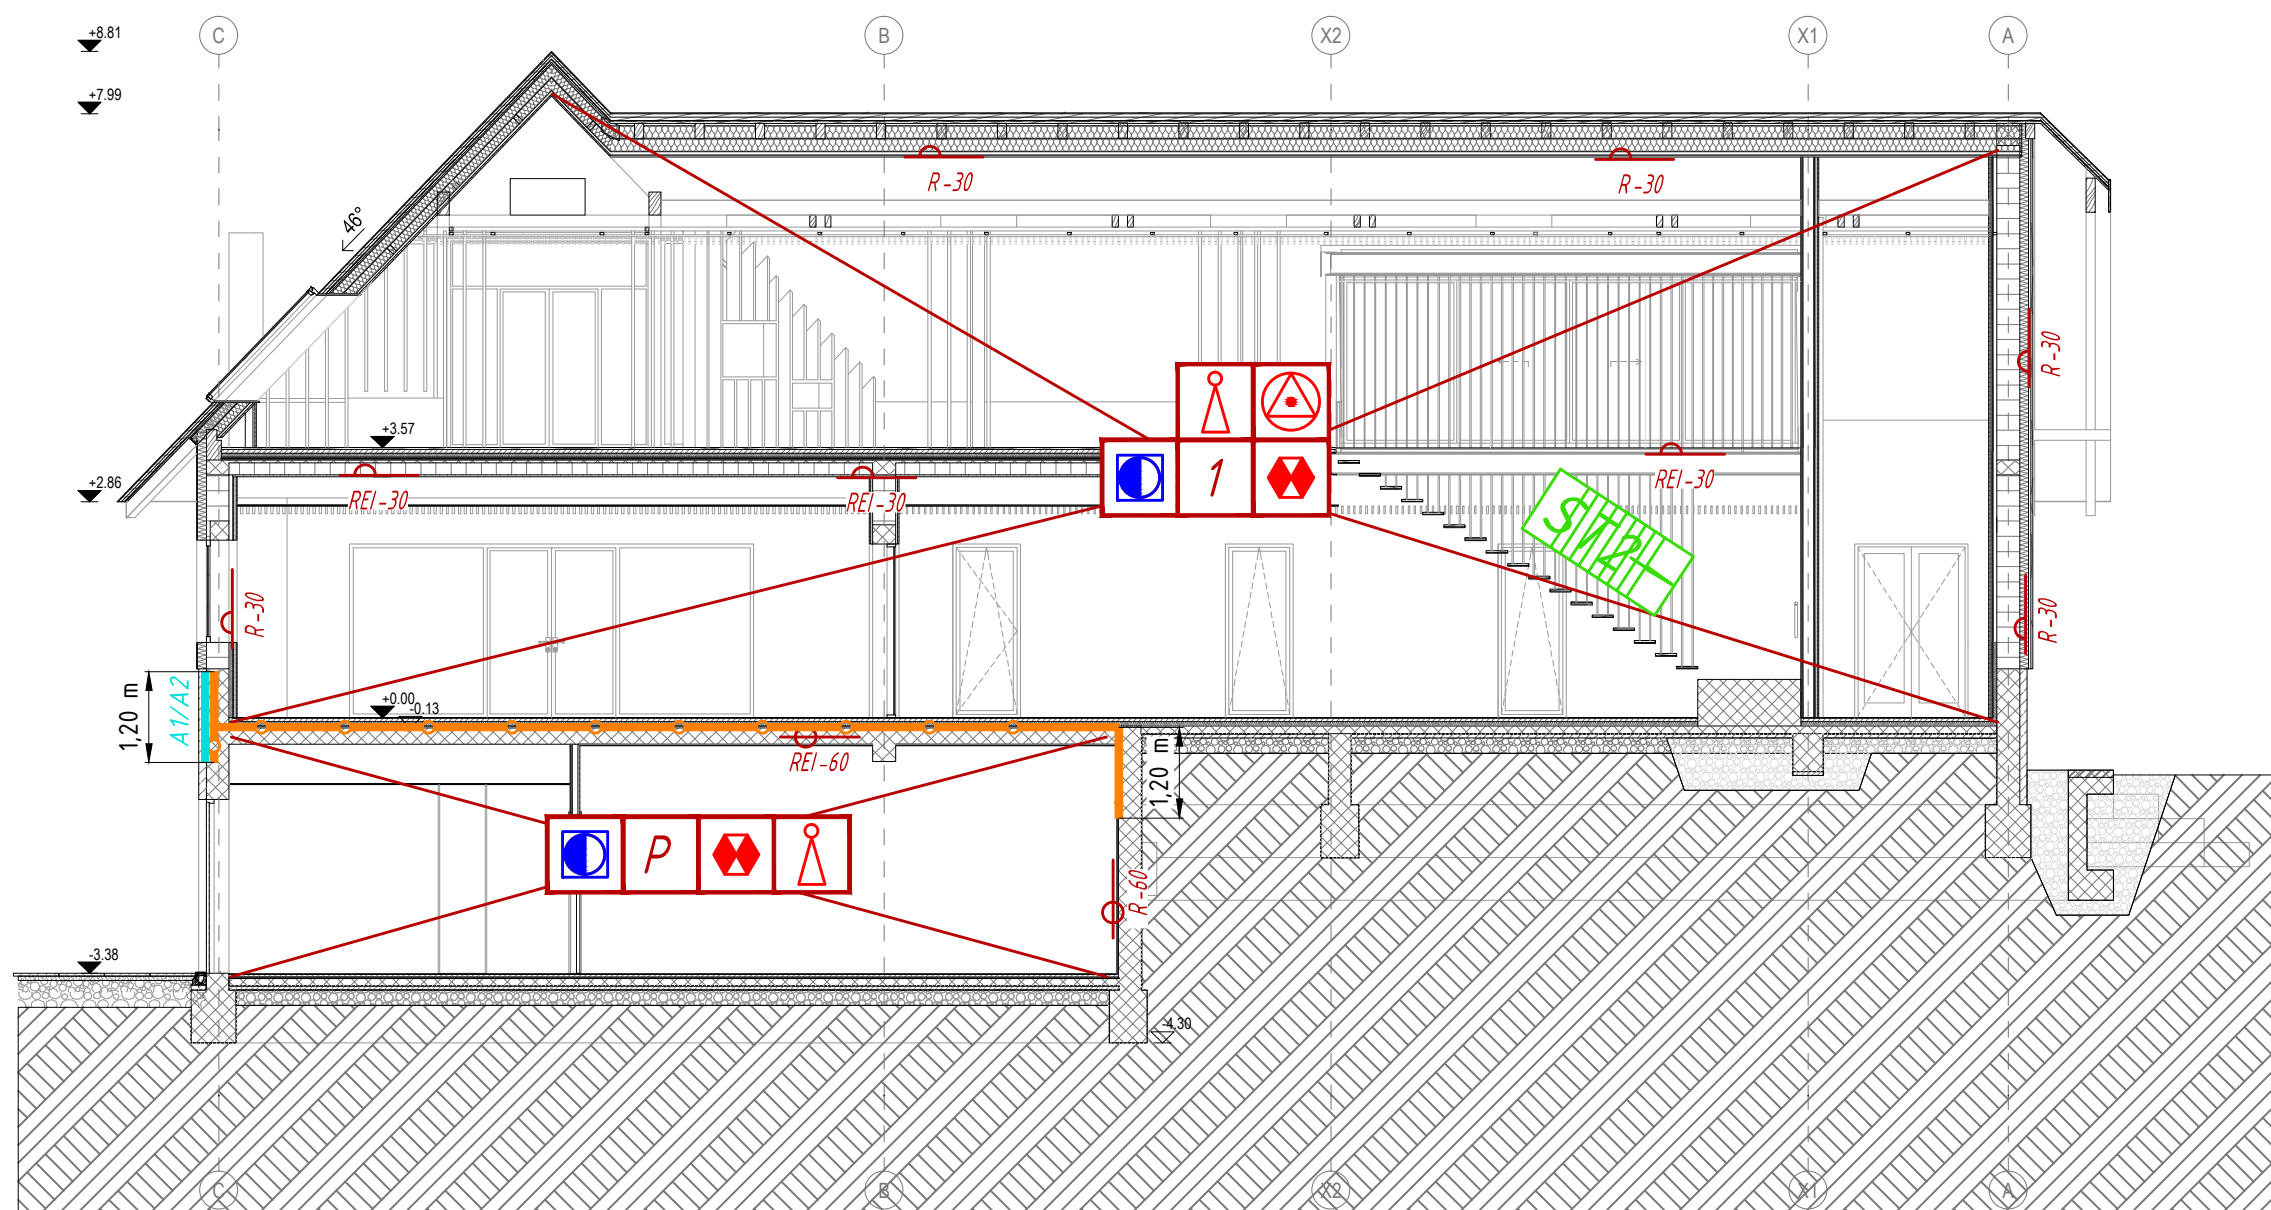 C B X2 X1 A
+8.81
+7.99
R-30 R-30
46°
R-30
+3.57
+2.86
REI-30 REI-30 1 REI-30
ST2
R-30 R-30
1,20 m A1/A2 +0.00
-0.13
REI-60 1,20 m
P R-60
-3.38
-4.30
C B X2 X1 A